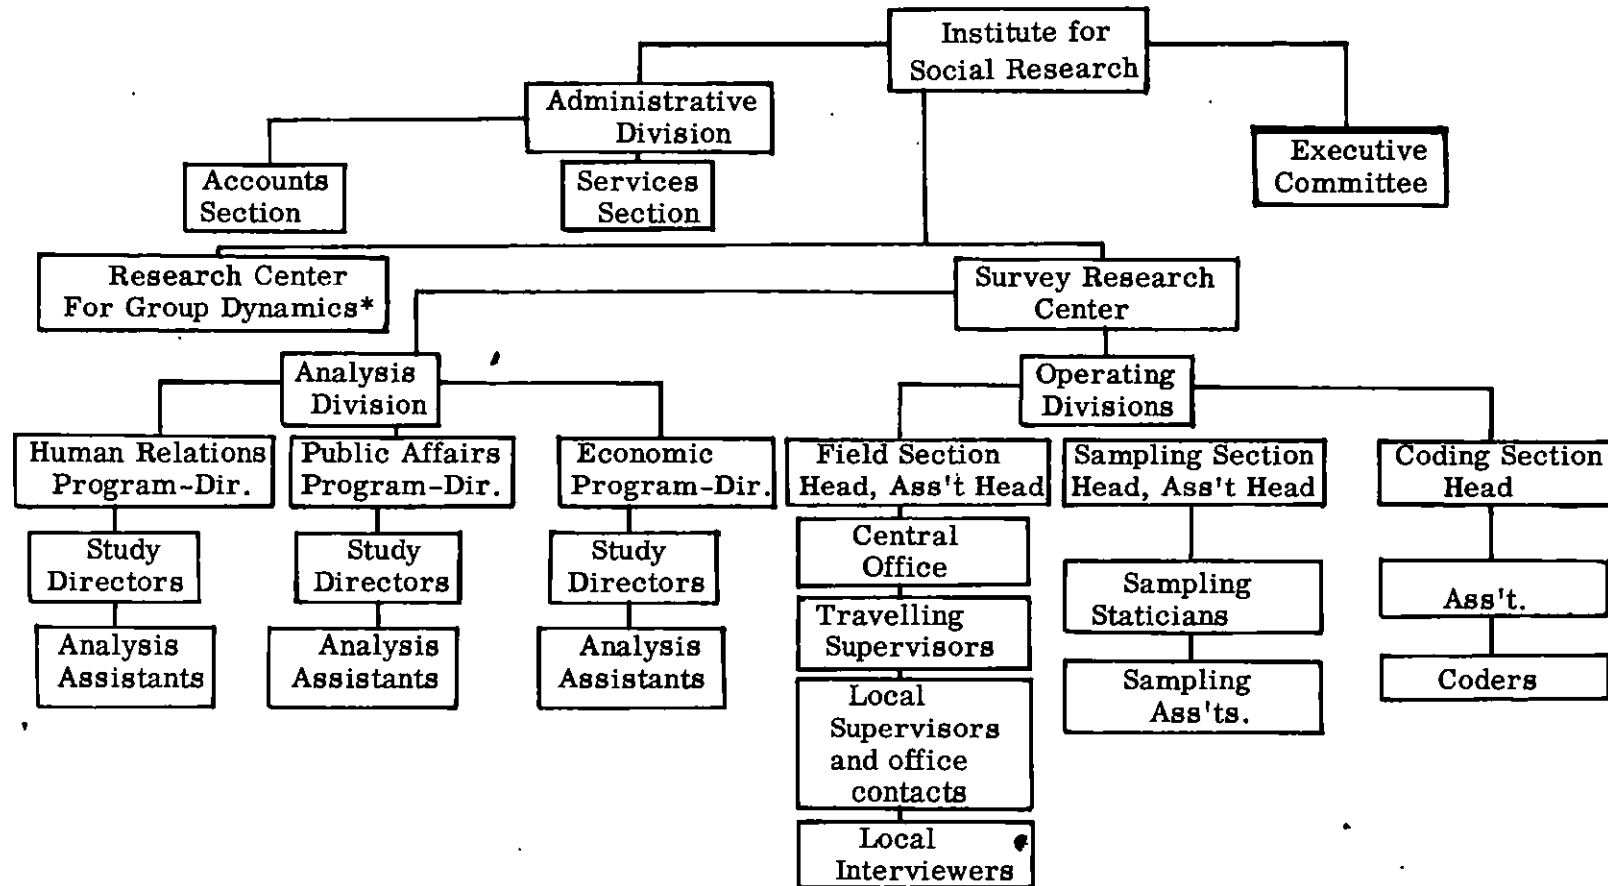 Institute for
Social Research
Administrative
Division
Executive
Committee
Accounts
Section
Services
Section
Research Center
For Group Dynamics*
Survey Research
Center
Analysis
Division
Operating
Divisions
Human Relations
Program-Dir.
Public Affairs
Program-Dir.
Economic
Program-Dir.
Field Section
Head, Ass't Head
Sampling Section
Head, Ass't Head
Coding Section
Head
Study
Directors
Study
Directors
Study
Directors
Central
Office
Sampling
Staticians
Ass't.
Analysis
Assistants
Analysis
Assistants
Analysis
Assistants
Travelling
Supervisors
Sampling
Ass'ts.
Coders
Local
Supervisors
and office
contacts
Local
Interviewers